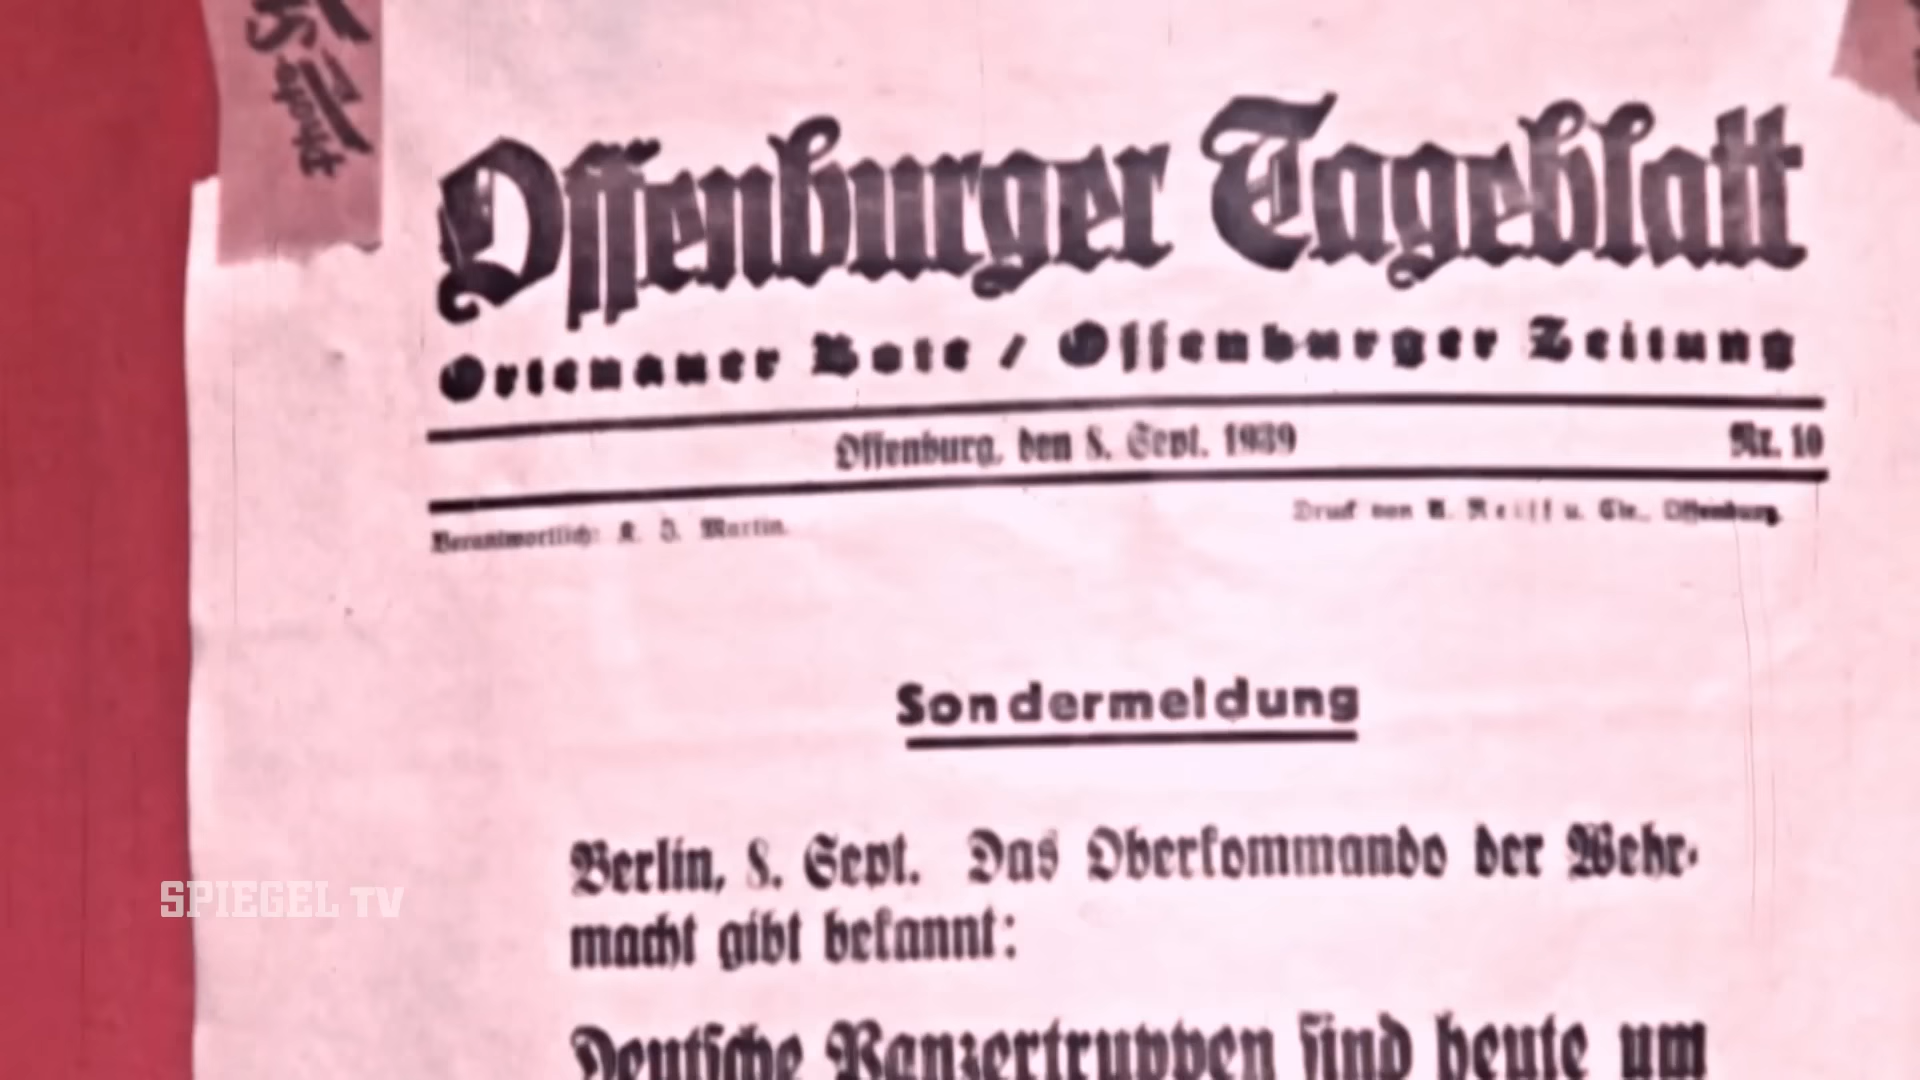 Offenburger Tageblatt
Ortenauer Bote / Offenburger Zeitung
Offenburg, den 8. Sept. 1939 Nr. 10
Verantwortlich: K. J. Martin. Druck von A. Reiff u. Cie., Offenburg.
Sondermeldung
Berlin, 8. Sept. Das Oberkommando der Wehr-
macht gibt bekannt:
SPIEGEL TV
Deutsche Panzertruppen sind heute um